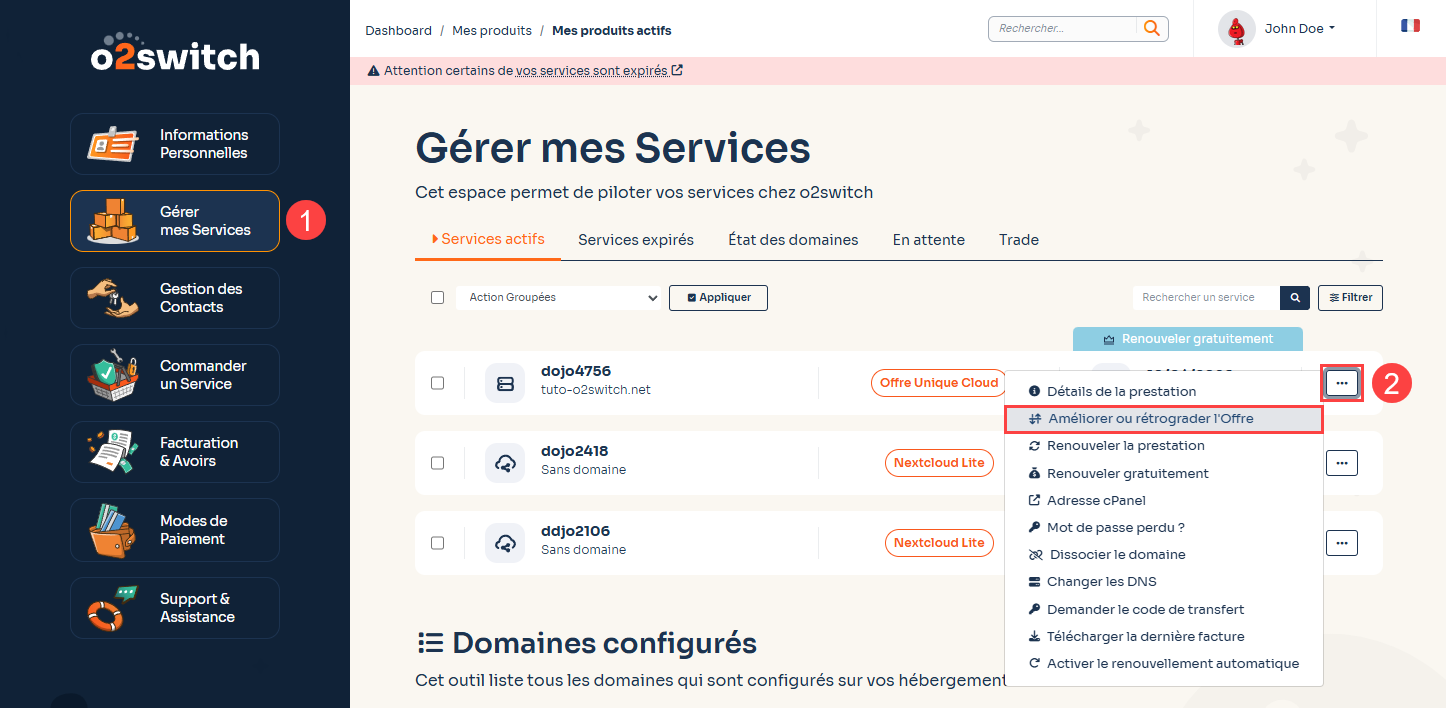 o2switch
Informations
Personnelles
Gérer
mes Services
1
Gestion des
Contacts
Commander
un Service
Facturation
& Avoirs
Modes de
Paiement
Support &
Assistance
Dashboard / Mes produits / Mes produits actifs
Rechercher...
John Doe
Attention certains de vos services sont expirés
Gérer mes Services
Cet espace permet de piloter vos services chez o2switch
Services actifs
Services expirés
État des domaines
En attente
Trade
Action Groupées
Appliquer
Rechercher un service
Filtrer
Renouveler gratuitement
dojo4756
tuto-o2switch.net
Offre Unique Cloud
2
dojo2418
Sans domaine
Nextcloud Lite
ddjo2106
Sans domaine
Nextcloud Lite
Détails de la prestation
Améliorer ou rétrograder l'Offre
Renouveler la prestation
Renouveler gratuitement
Adresse cPanel
Mot de passe perdu ?
Dissocier le domaine
Changer les DNS
Demander le code de transfert
Télécharger la dernière facture
Activer le renouvellement automatique
Domaines configurés
Cet outil liste tous les domaines qui sont configurés sur vos hébergement